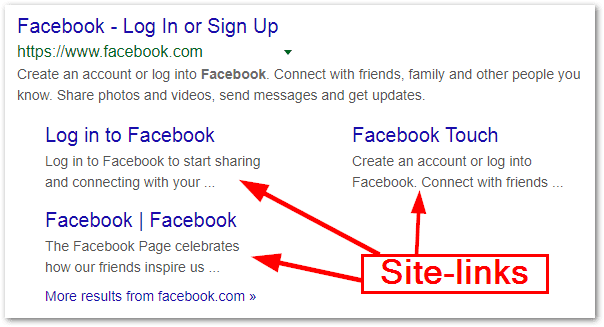 Facebook - Log In or Sign Up
https://www.facebook.com
Create an account or log into Facebook. Connect with friends, family and other people you
know. Share photos and videos, send messages and get updates.
Log in to Facebook
Log in to Facebook to start sharing
and connecting with your ...
Facebook Touch
Create an account or log into
Facebook. Connect with friends ...
Facebook | Facebook
The Facebook Page celebrates
how our friends inspire us ...
Site-links
More results from facebook.com »